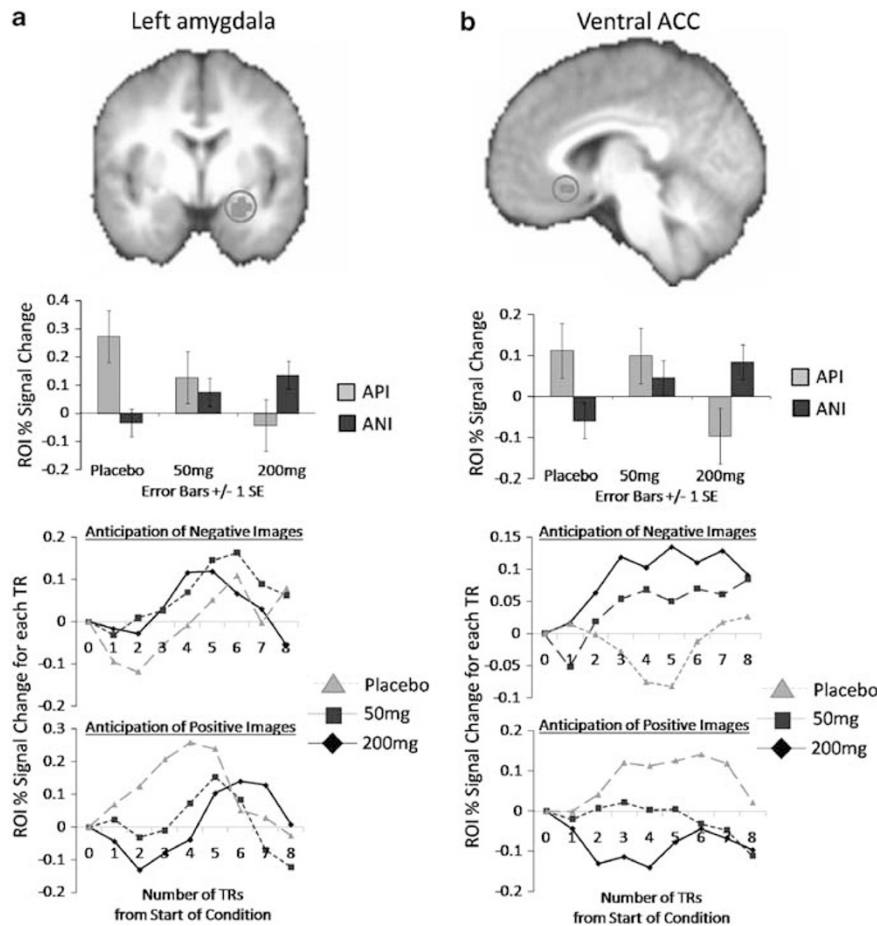 a
Left amygdala
ROI % Signal Change
0.4
0.3
0.2
0.1
0
-0.1
-0.2
Placebo 50mg 200mg
Error Bars +/- 1 SE
API
ANI
ROI % Signal Change for each TR
Anticipation of Negative Images
0.2
0.1
0
-0.1
-0.2
0 1 2 3 4 5 6 7 8
Anticipation of Positive Images
0.3
0.2
0.1
0
-0.1
-0.2
0 1 2 3 4 5 6 7 8
Number of TRs
from Start of Condition
Placebo
50mg
200mg
b
Ventral ACC
ROI % Signal Change
0.2
0.1
0
-0.1
-0.2
Placebo 50mg 200mg
Error Bars +/- 1 SE
API
ANI
ROI % Signal Change for each TR
Anticipation of Negative Images
0.15
0.1
0.05
0
-0.05
-0.1
0 1 2 3 4 5 6 7 8
Anticipation of Positive Images
0.2
0.1
0
-0.1
-0.2
0 1 2 3 4 5 6 7 8
Number of TRs
from Start of Condition
Placebo
50mg
200mg